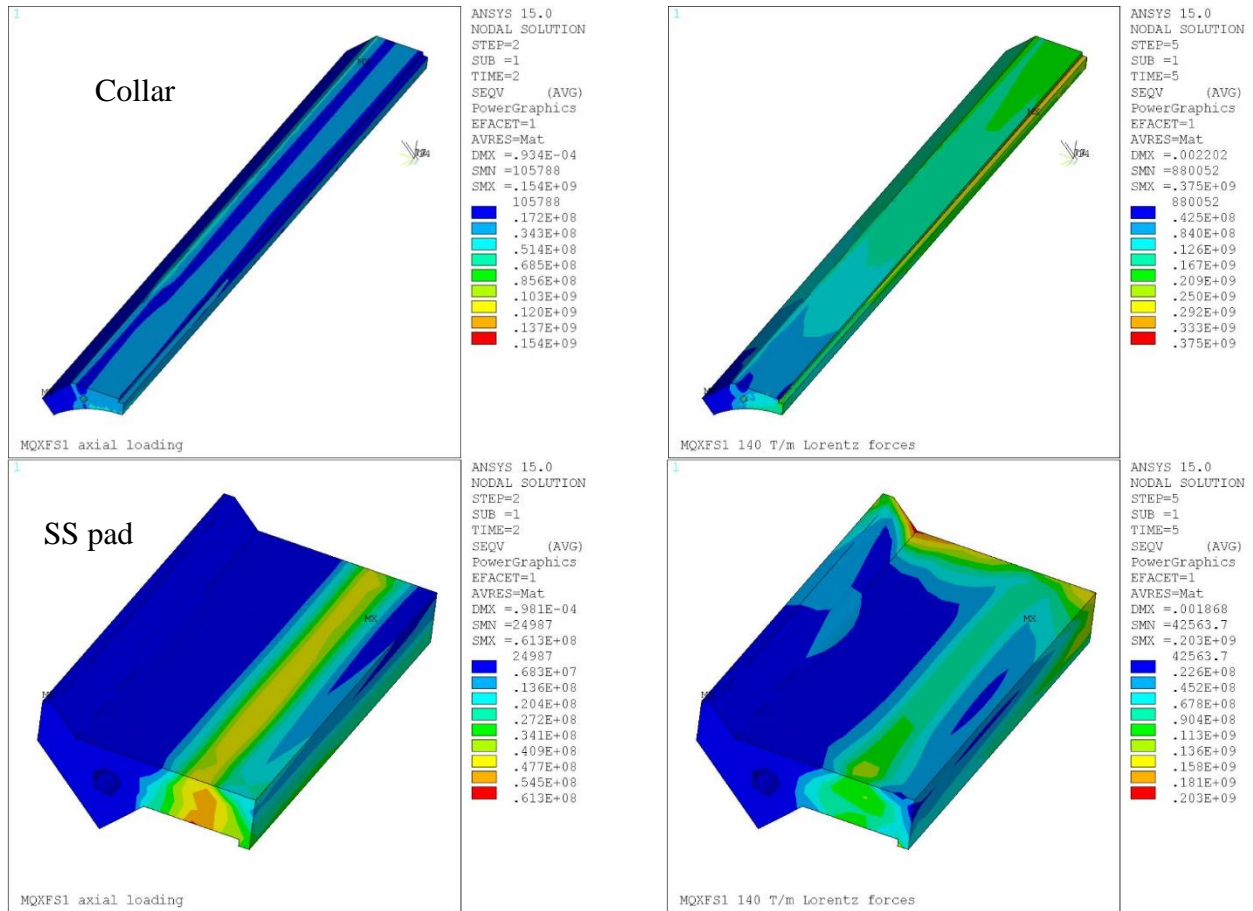 1
Collar
MX
MQXFS1 axial loading
ANSYS 15.0
NODAL SOLUTION
STEP=2
SUB =1
TIME=2
SEQV (AVG)
PowerGraphics
EFACET=1
AVRES=Mat
DMX =.934E-04
SMN =105788
SMX =.154E+09
105788
.172E+08
.343E+08
.514E+08
.685E+08
.856E+08
.103E+09
.120E+09
.137E+09
.154E+09
1
MX
MQXFS1 140 T/m Lorentz forces
ANSYS 15.0
NODAL SOLUTION
STEP=5
SUB =1
TIME=5
SEQV (AVG)
PowerGraphics
EFACET=1
AVRES=Mat
DMX =.002202
SMN =880052
SMX =.375E+09
880052
.425E+08
.840E+08
.126E+09
.167E+09
.209E+09
.250E+09
.292E+09
.333E+09
.375E+09
1
SS pad
MX
MQXFS1 axial loading
ANSYS 15.0
NODAL SOLUTION
STEP=2
SUB =1
TIME=2
SEQV (AVG)
PowerGraphics
EFACET=1
AVRES=Mat
DMX =.981E-04
SMN =24987
SMX =.613E+08
24987
.683E+07
.136E+08
.204E+08
.272E+08
.341E+08
.409E+08
.477E+08
.545E+08
.613E+08
1
MX
MQXFS1 140 T/m Lorentz forces
ANSYS 15.0
NODAL SOLUTION
STEP=5
SUB =1
TIME=5
SEQV (AVG)
PowerGraphics
EFACET=1
AVRES=Mat
DMX =.001868
SMN =42563.7
SMX =.203E+09
42563.7
.226E+08
.452E+08
.678E+08
.904E+08
.113E+09
.136E+09
.158E+09
.181E+09
.203E+09